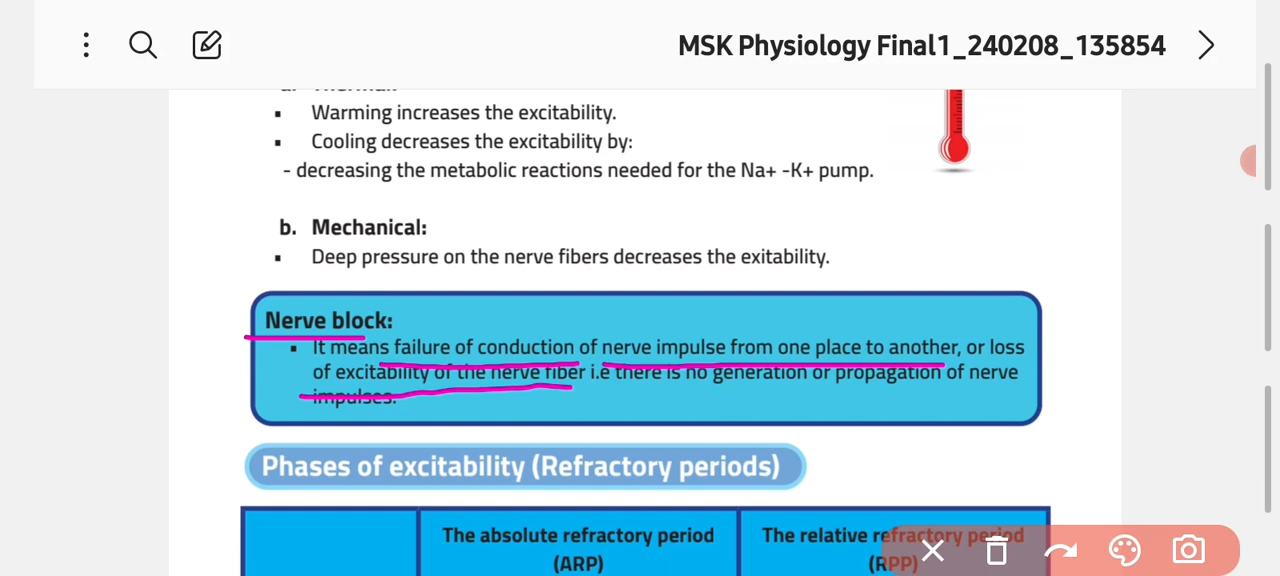 MSK Physiology Final1_240208_135854
▪ Warming increases the excitability.
▪ Cooling decreases the excitability by:
- decreasing the metabolic reactions needed for the Na+ -K+ pump.
b. Mechanical:
▪ Deep pressure on the nerve fibers decreases the exitability.
Nerve block:
▪ It means failure of conduction of nerve impulse from one place to another, or loss
of excitability of the nerve fiber i.e there is no generation or propagation of nerve
impulses.
Phases of excitability (Refractory periods)
The absolute refractory period
(ARP)
The relative refractory period
(RPP)